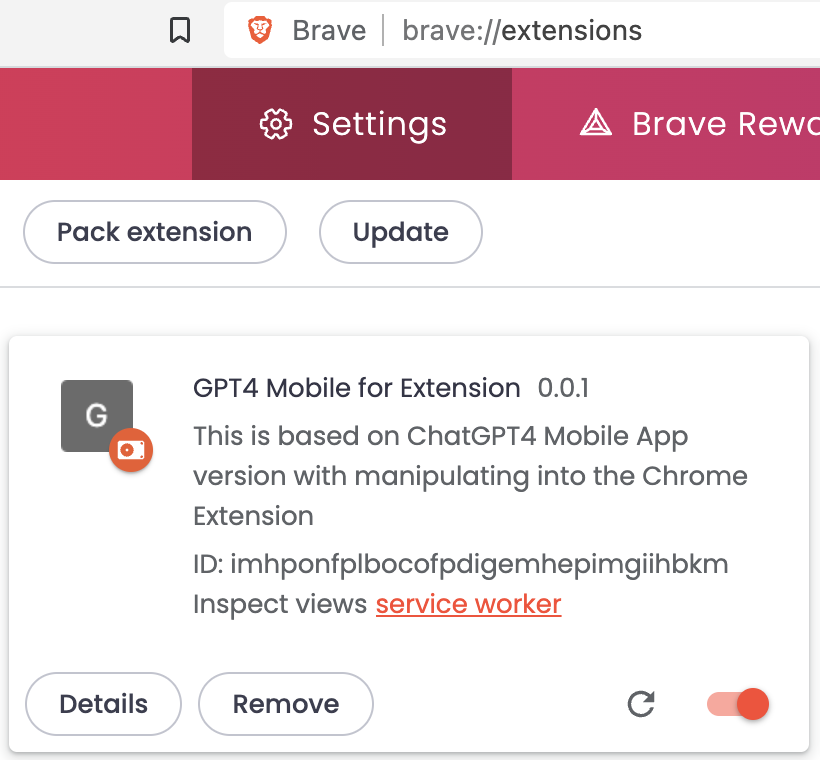 Brave brave://extensions
Settings Brave Rewo
Pack extension Update
GPT4 Mobile for Extension 0.0.1
G
This is based on ChatGPT4 Mobile App
version with manipulating into the Chrome
Extension
ID: imhponfplbocofpdigemhepimgiihbkm
Inspect views service worker
Details Remove